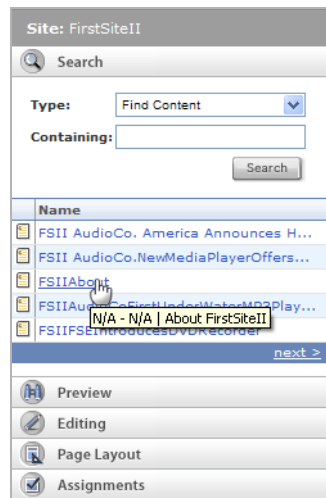 Site: FirstSiteII
Search
Type: Find Content
Containing:
Search
Name
FSII AudioCo. America Announces H...
FSII AudioCo.NewMediaPlayerOffers...
FSIIAbout
FSIIAudioCoFirstUnderWaterMP3Play...
N/A - N/A | About FirstSiteII
FSIIFSEIntroducesDVDRecorder
next >
Preview
Editing
Page Layout
Assignments